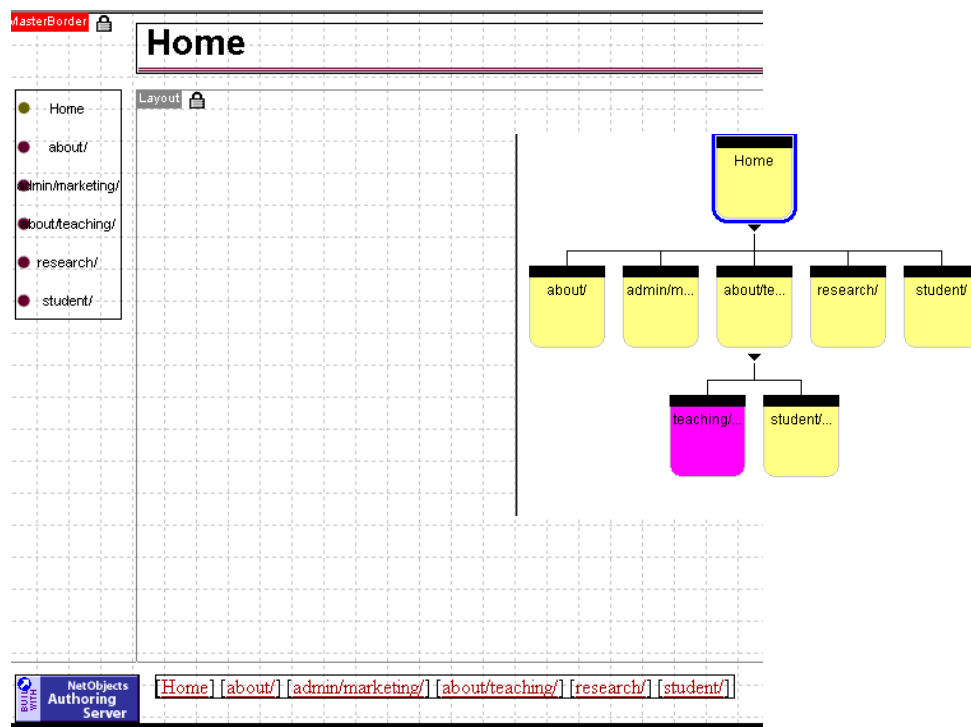 MasterBorder
Home
Layout
Home
about/
admin/marketing/
about/teaching/
research/
student/
Home
about/
admin/m...
about/te...
research/
student/
teaching/...
student/...
BUILT WITH
NetObjects
Authoring
Server
[Home] [about/] [admin/marketing/] [about/teaching/] [research/] [student/]